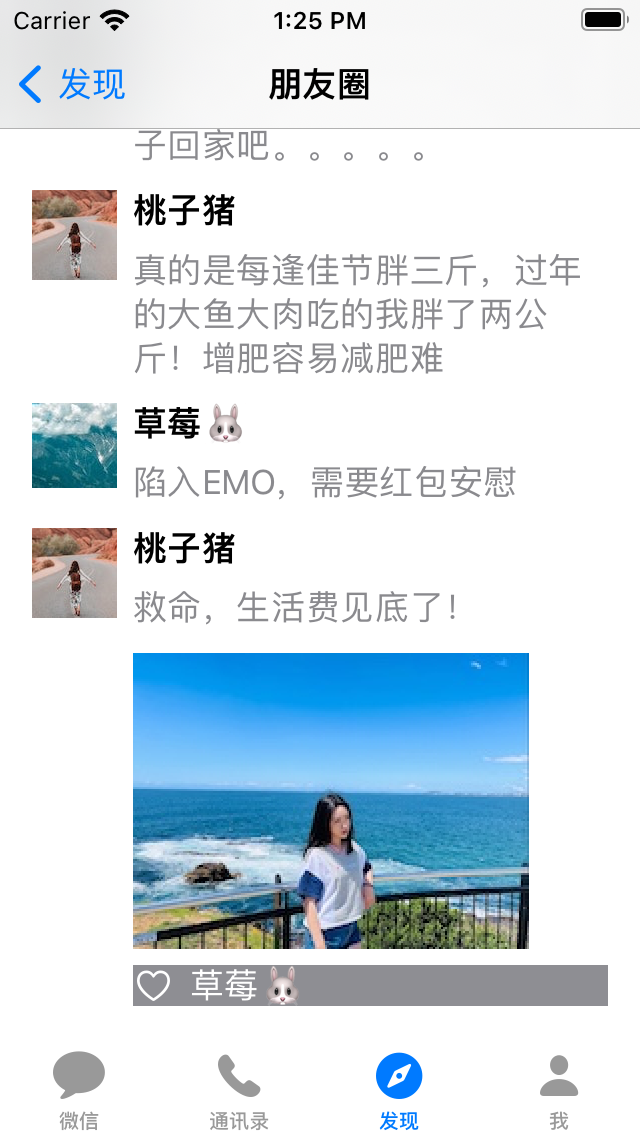 Carrier 1:25 PM
发现 朋友圈
子回家吧。。。。。
桃子猪
真的是每逢佳节胖三斤，过年
的大鱼大肉吃的我胖了两公
斤！增肥容易减肥难
草莓🐰
陷入EMO，需要红包安慰
桃子猪
救命，生活费见底了！
草莓🐰
微信 通讯录 发现 我